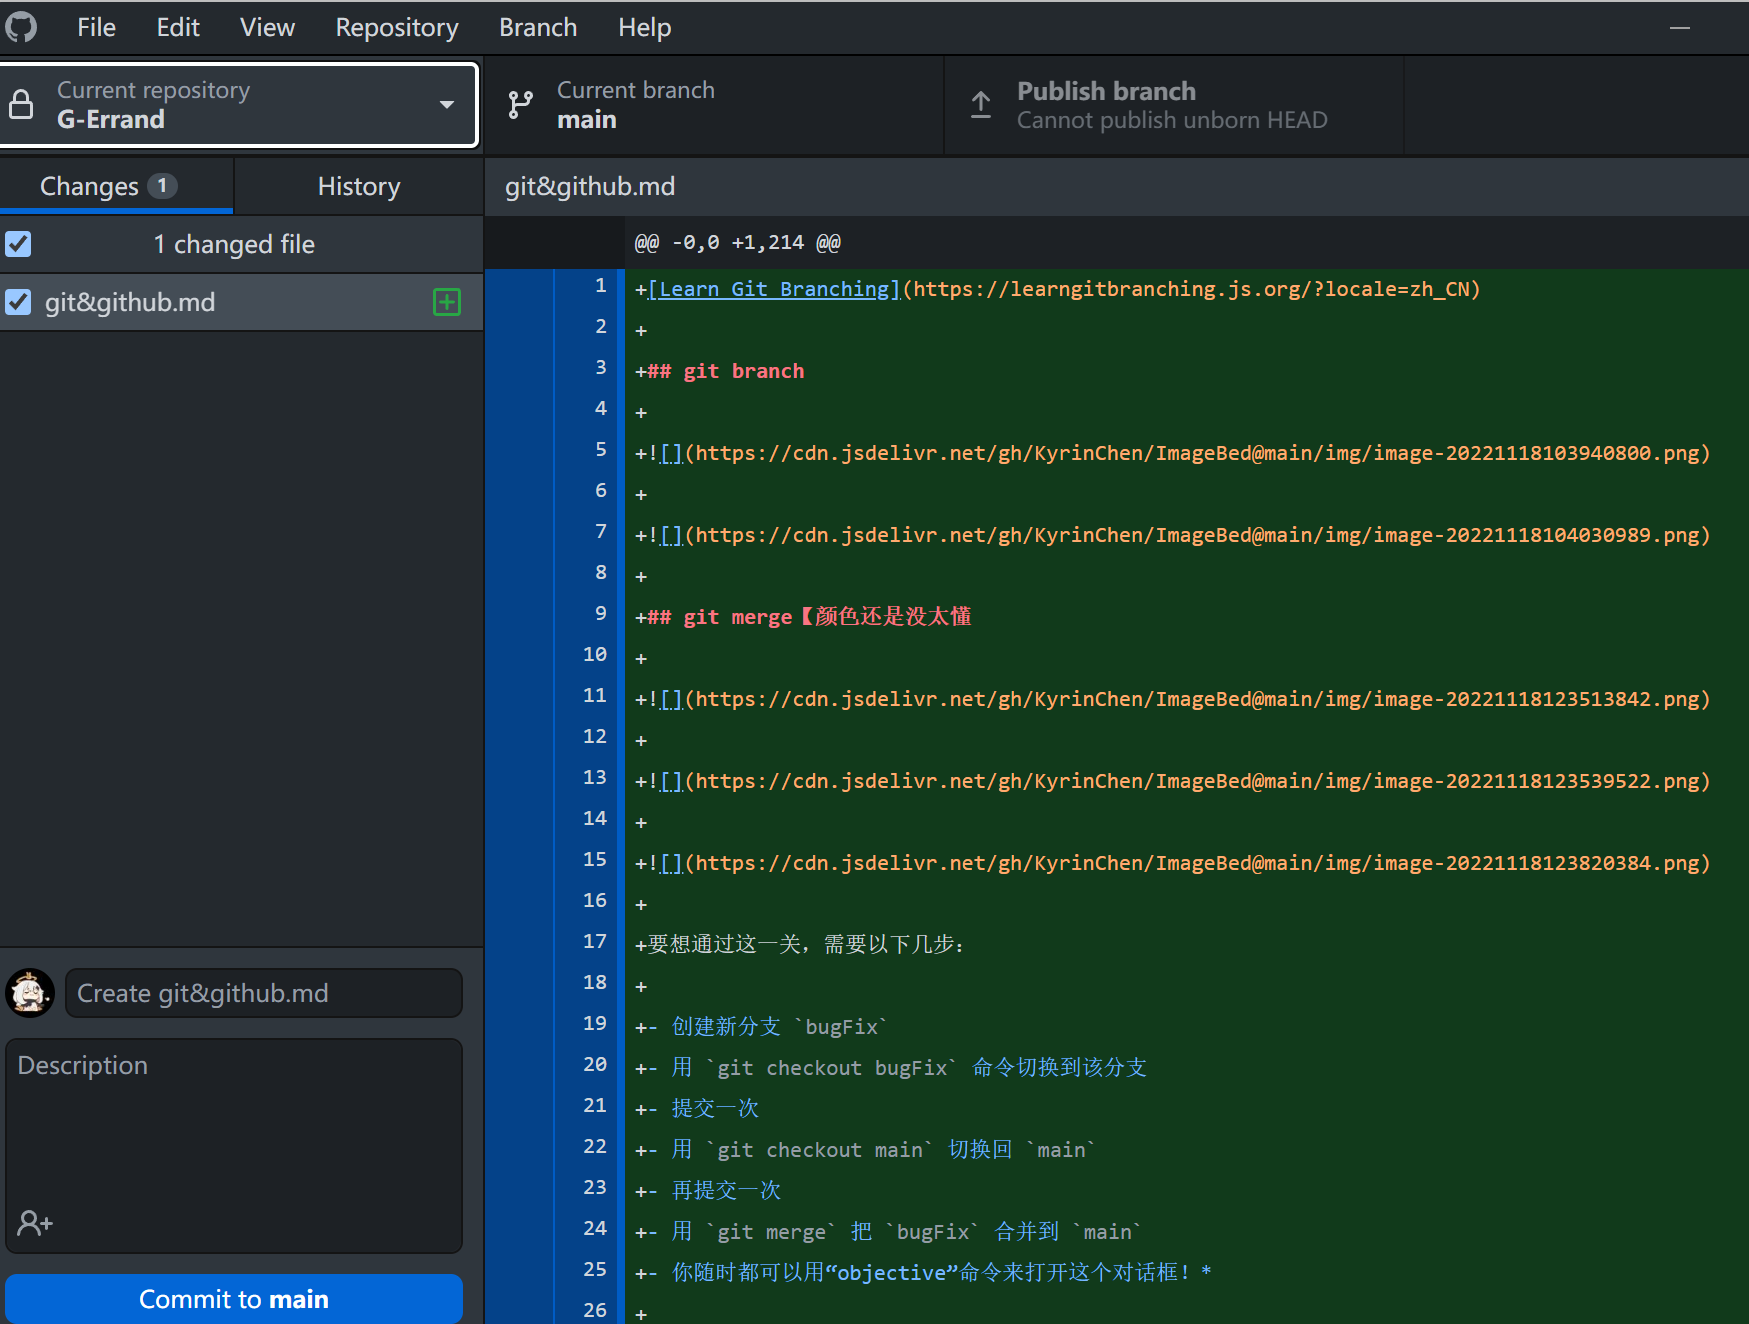 File Edit View Repository Branch Help
Current repository
G-Errand
Current branch
main
Publish branch
Cannot publish unborn HEAD
Changes 1
History
git&github.md
1 changed file
git&github.md
@@ -0,0 +1,214 @@
1 +[Learn Git Branching](https://learngitbranching.js.org/?locale=zh_CN)
2 +
3 +## git branch
4 +
5 +![](https://cdn.jsdelivr.net/gh/KyrinChen/ImageBed@main/img/image-20221118103940800.png)
6 +
7 +![](https://cdn.jsdelivr.net/gh/KyrinChen/ImageBed@main/img/image-20221118104030989.png)
8 +
9 +## git merge【颜色还是没太懂
10 +
11 +![](https://cdn.jsdelivr.net/gh/KyrinChen/ImageBed@main/img/image-20221118123513842.png)
12 +
13 +![](https://cdn.jsdelivr.net/gh/KyrinChen/ImageBed@main/img/image-20221118123539522.png)
14 +
15 +![](https://cdn.jsdelivr.net/gh/KyrinChen/ImageBed@main/img/image-20221118123820384.png)
16 +
17 +要想通过这一关，需要以下几步：
18 +
19 +- 创建新分支 `bugFix`
20 +- 用 `git checkout bugFix` 命令切换到该分支
21 +- 提交一次
22 +- 用 `git checkout main` 切换回 `main`
23 +- 再提交一次
24 +- 用 `git merge` 把 `bugFix` 合并到 `main`
25 +- 你随时都可以用“objective”命令来打开这个对话框！*
26 +
Create git&github.md
Description
Commit to main